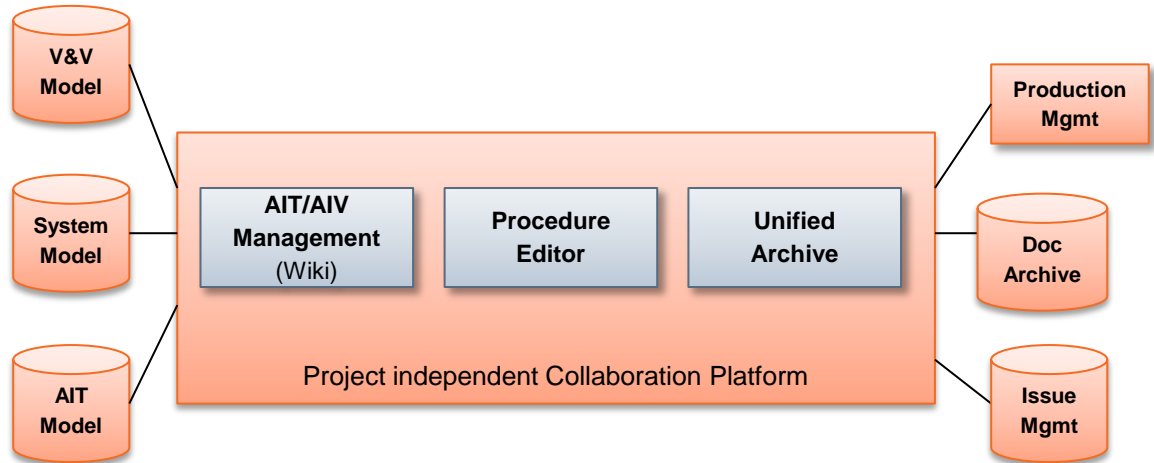 V&V
Model
System
Model
AIT
Model
AIT/AIV
Management
(Wiki)
Procedure
Editor
Unified
Archive
Project independent Collaboration Platform
Production
Mgmt
Doc
Archive
Issue
Mgmt